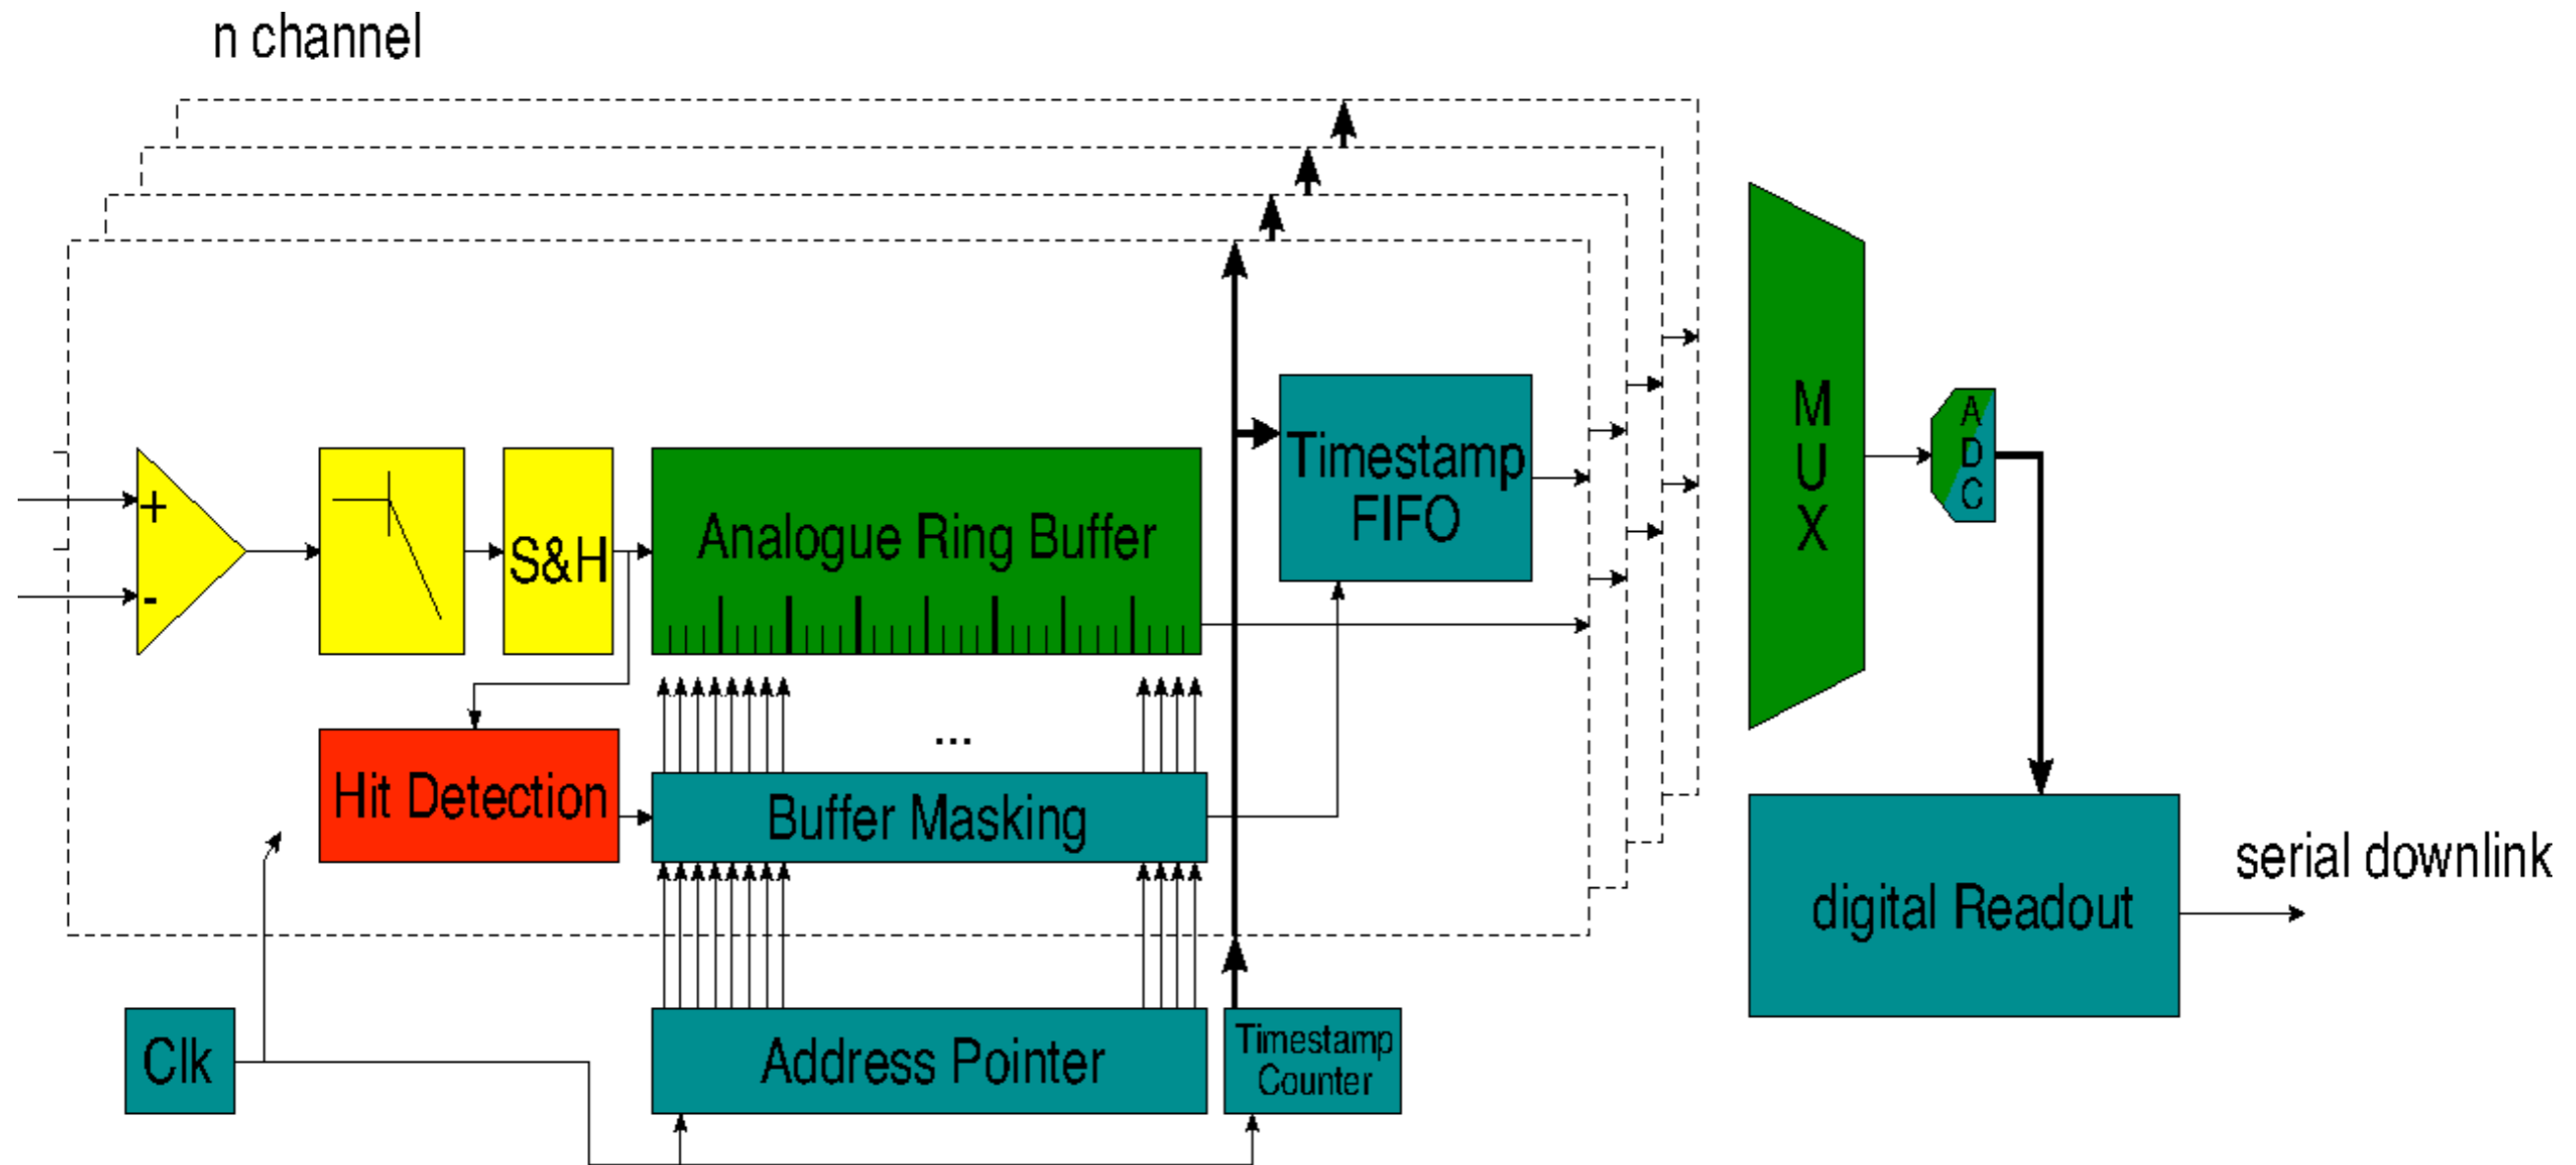 n channel
+
-
S&H
Analogue Ring Buffer
Timestamp
FIFO
M
U
X
A
D
C
Hit Detection
...
Buffer Masking
serial downlink
digital Readout
Clk
Address Pointer
Timestamp
Counter